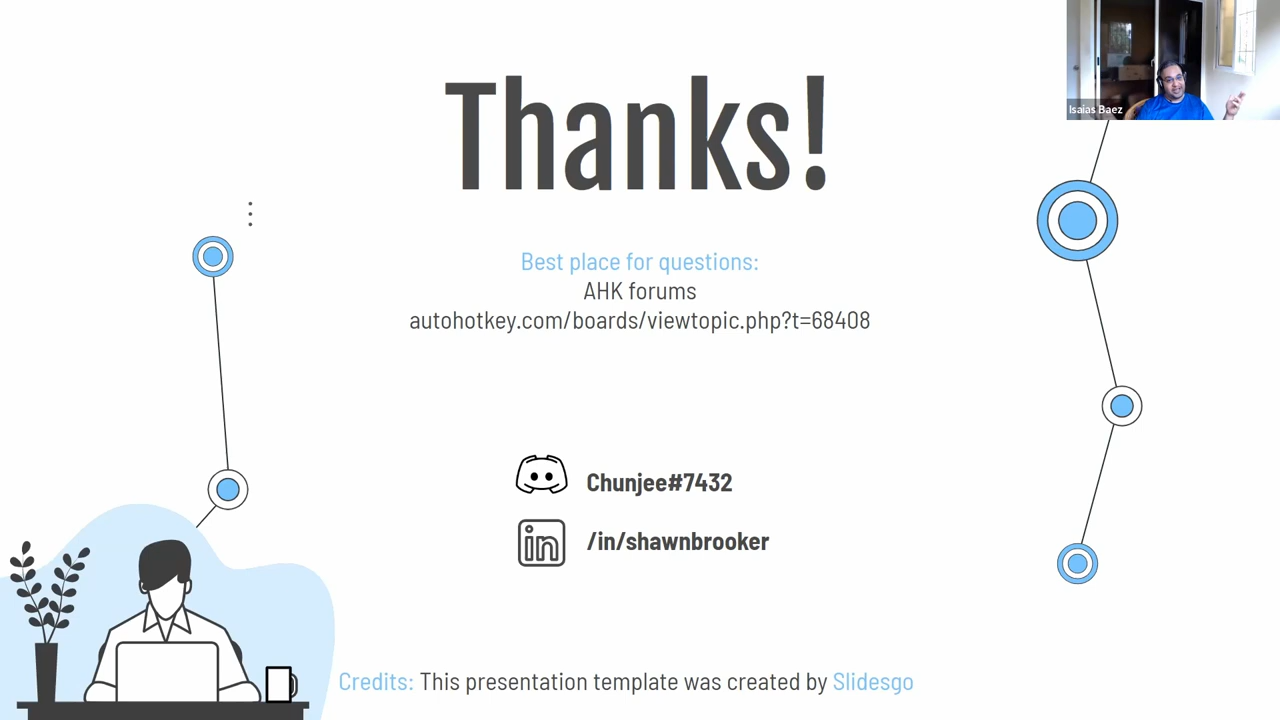 Thanks!
Isaias Baez
Best place for questions:
AHK forums
autohotkey.com/boards/viewtopic.php?t=68408
Chunjee#7432
in
/in/shawnbrooker
Credits: This presentation template was created by Slidesgo